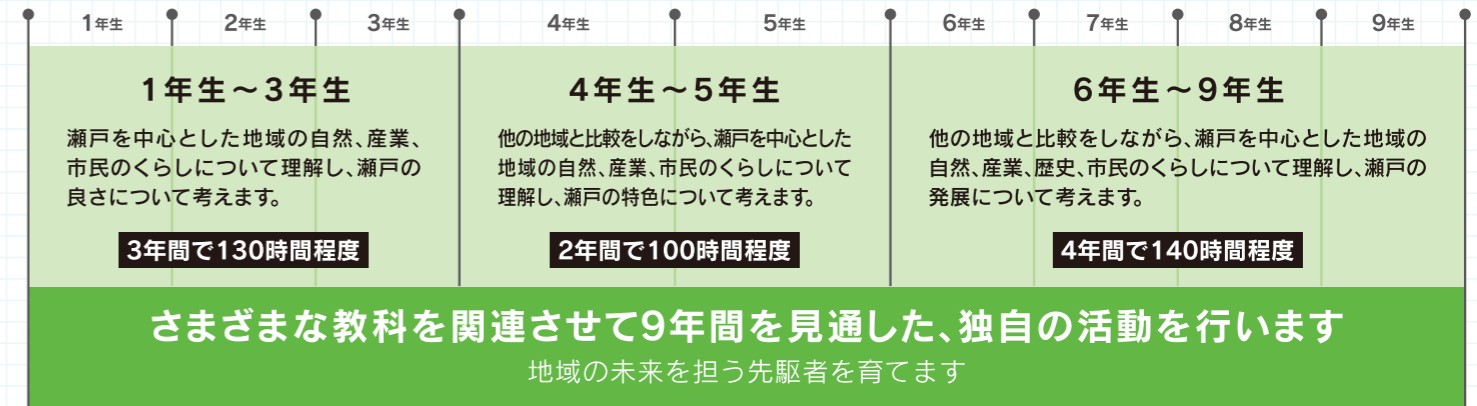 1年生 2年生 3年生 4年生 5年生 6年生 7年生 8年生 9年生
1年生～3年生
瀬戸を中心とした地域の自然、産業、
市民のくらしについて理解し、瀬戸の
良さについて考えます。
3年間で130時間程度
4年生～5年生
他の地域と比較をしながら、瀬戸を中心とした
地域の自然、産業、市民のくらしについて
理解し、瀬戸の特色について考えます。
2年間で100時間程度
6年生～9年生
他の地域と比較をしながら、瀬戸を中心とした地域の
自然、産業、歴史、市民のくらしについて理解し、瀬戸の
発展について考えます。
4年間で140時間程度
さまざまな教科を関連させて9年間を見通した、独自の活動を行います
地域の未来を担う先駆者を育てます